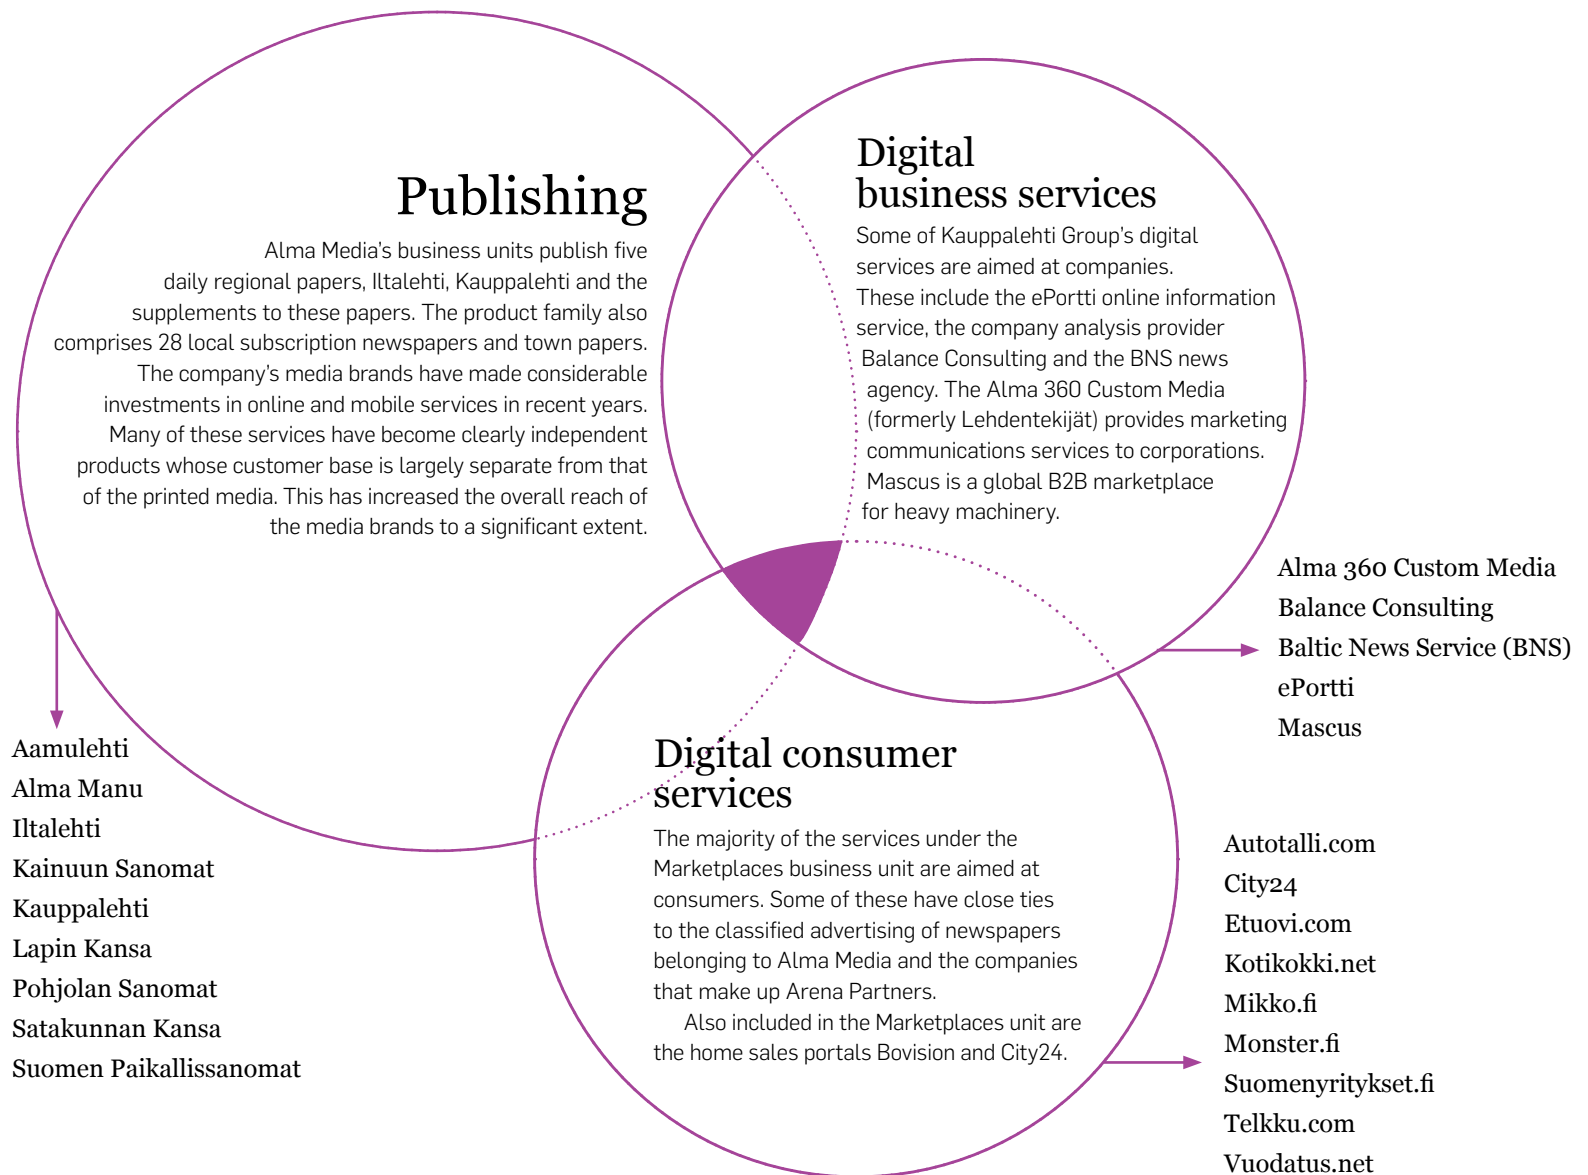 Publishing
Alma Media’s business units publish five
daily regional papers, Iltalehti, Kauppalehti and the
supplements to these papers. The product family also
comprises 28 local subscription newspapers and town papers.
The company’s media brands have made considerable
investments in online and mobile services in recent years.
Many of these services have become clearly independent
products whose customer base is largely separate from that
of the printed media. This has increased the overall reach of
the media brands to a significant extent.
Digital
business services
Some of Kauppalehti Group’s digital
services are aimed at companies.
These include the ePortti online information
service, the company analysis provider
Balance Consulting and the BNS news
agency. The Alma 360 Custom Media
(formerly Lehdentekijät) provides marketing
communications services to corporations.
Mascus is a global B2B marketplace
for heavy machinery.
Alma 360 Custom Media
Balance Consulting
Baltic News Service (BNS)
ePortti
Mascus
Aamulehti
Alma Manu
Iltalehti
Kainuun Sanomat
Kauppalehti
Lapin Kansa
Pohjolan Sanomat
Satakunnan Kansa
Suomen Paikallissanomat
Digital consumer
services
The majority of the services under the
Marketplaces business unit are aimed at
consumers. Some of these have close ties
to the classified advertising of newspapers
belonging to Alma Media and the companies
that make up Arena Partners.
Also included in the Marketplaces unit are
the home sales portals Bovision and City24.
Autotalli.com
City24
Etuovi.com
Kotikokki.net
Mikko.fi
Monster.fi
Suomenyritykset.fi
Telkku.com
Vuodatus.net